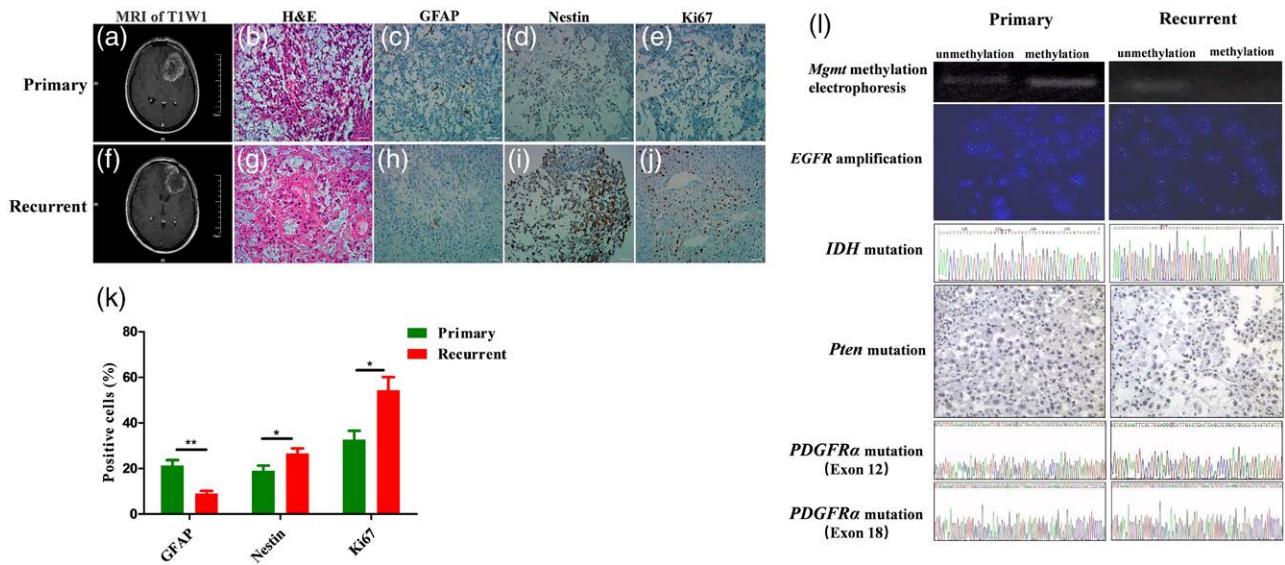 MRI of T1W1 H&E GFAP Nestin Ki67
(a) (b) (c) (d) (e)
Primary
(f) (g) (h) (i) (j)
Recurrent
(k)
80
60
40
20
0
Positive cells (%)
Primary
Recurrent
**
*
*
GFAP Nestin Ki67
(l)
Primary Recurrent
unmethylation methylation unmethylation methylation
Mgmt methylation
electrophoresis
EGFR amplification
IDH mutation
Pten mutation
PDGFRα mutation
(Exon 12)
PDGFRα mutation
(Exon 18)